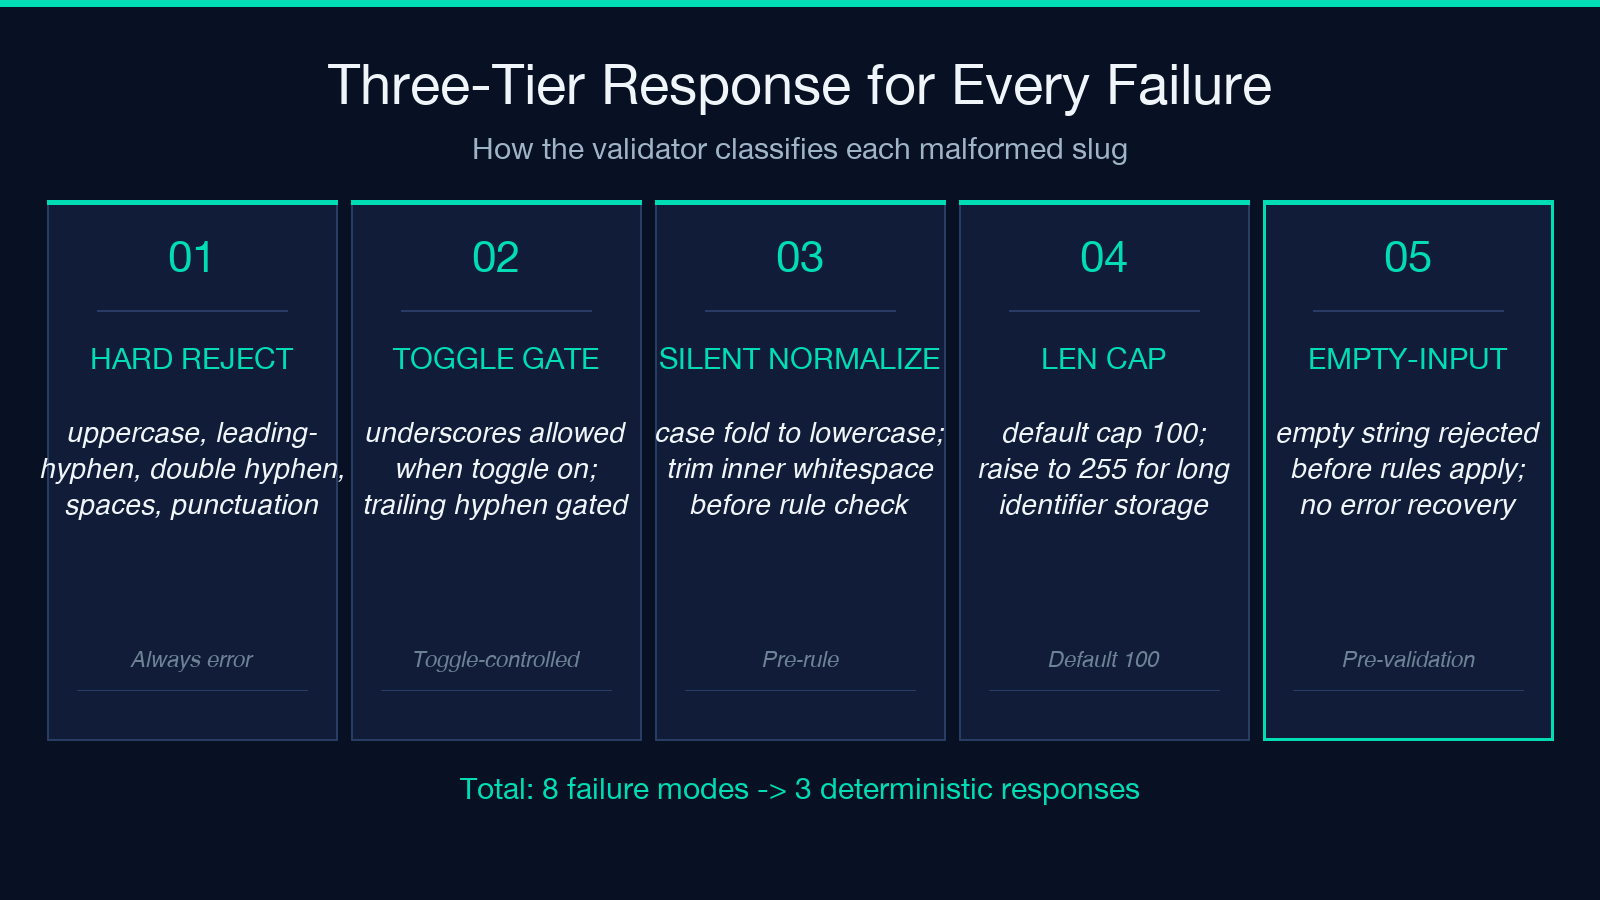 Three-Tier Response for Every Failure
How the validator classifies each malformed slug
01
HARD REJECT
uppercase, leading-
hyphen, double hyphen,
spaces, punctuation
Always error
02
TOGGLE GATE
underscores allowed
when toggle on;
trailing hyphen gated
Toggle-controlled
03
SILENT NORMALIZE
case fold to lowercase;
trim inner whitespace
before rule check
Pre-rule
04
LEN CAP
default cap 100;
raise to 255 for long
identifier storage
Default 100
05
EMPTY-INPUT
empty string rejected
before rules apply;
no error recovery
Pre-validation
Total: 8 failure modes -> 3 deterministic responses